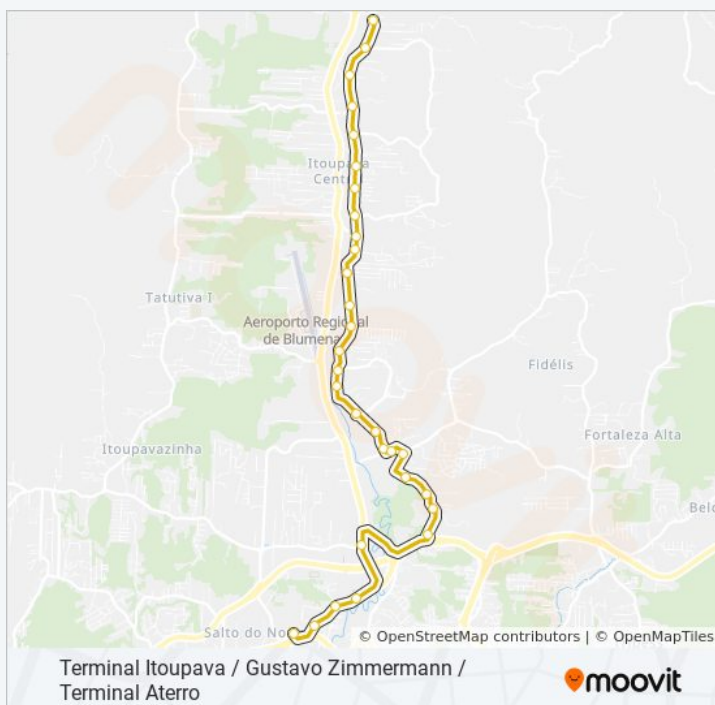 Itoupava
Central
Tatutiva I
Aeroporto Regional
de Blumenau
Fidélis
Fortaleza Alta
Itoupavazinha
Salto do No
© OpenStreetMap contributors | © OpenMapTiles
Terminal Itoupava / Gustavo Zimmermann /
Terminal Aterro
moovit